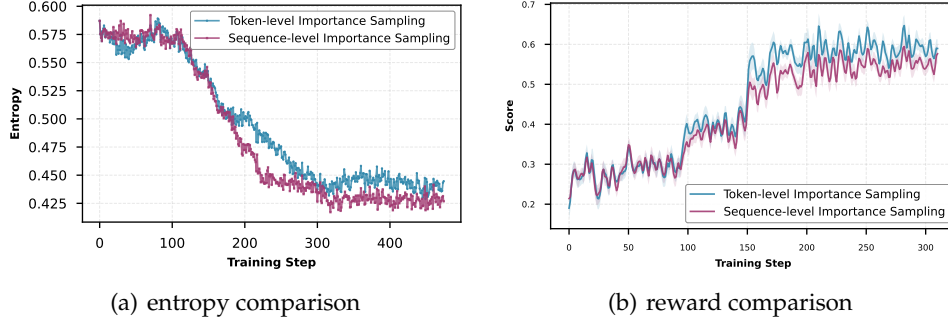 0.600
0.575
0.550
0.525
0.500
0.475
0.450
0.425
Entropy
Token-level Importance Sampling
Sequence-level Importance Sampling
0 100 200 300 400
Training Step
(a) entropy comparison
0.7
0.6
0.5
0.4
0.3
0.2
Score
Token-level Importance Sampling
Sequence-level Importance Sampling
0 50 100 150 200 250 300
Training Step
(b) reward comparison